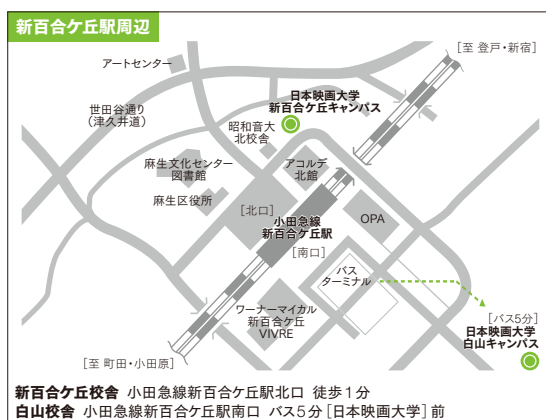 新百合ケ丘駅周辺
[至 登戸・新宿]
アートセンター
日本映画大学
新百合ケ丘キャンパス
世田谷通り
(津久井道)
昭和音大
北校舎
麻生文化センター
図書館
アコルデ
北館
麻生区役所
[北口]
小田急線
新百合ケ丘駅
OPA
[南口]
バス
ターミナル
ワーナーマイカル
新百合ケ丘
VIVRE
[バス5分]
日本映画大学
白山キャンパス
[至 町田・小田原]
新百合ケ丘校舎 小田急線新百合ケ丘駅北口 徒歩1分
白山校舎 小田急線新百合ケ丘駅南口 バス5分[日本映画大学]前